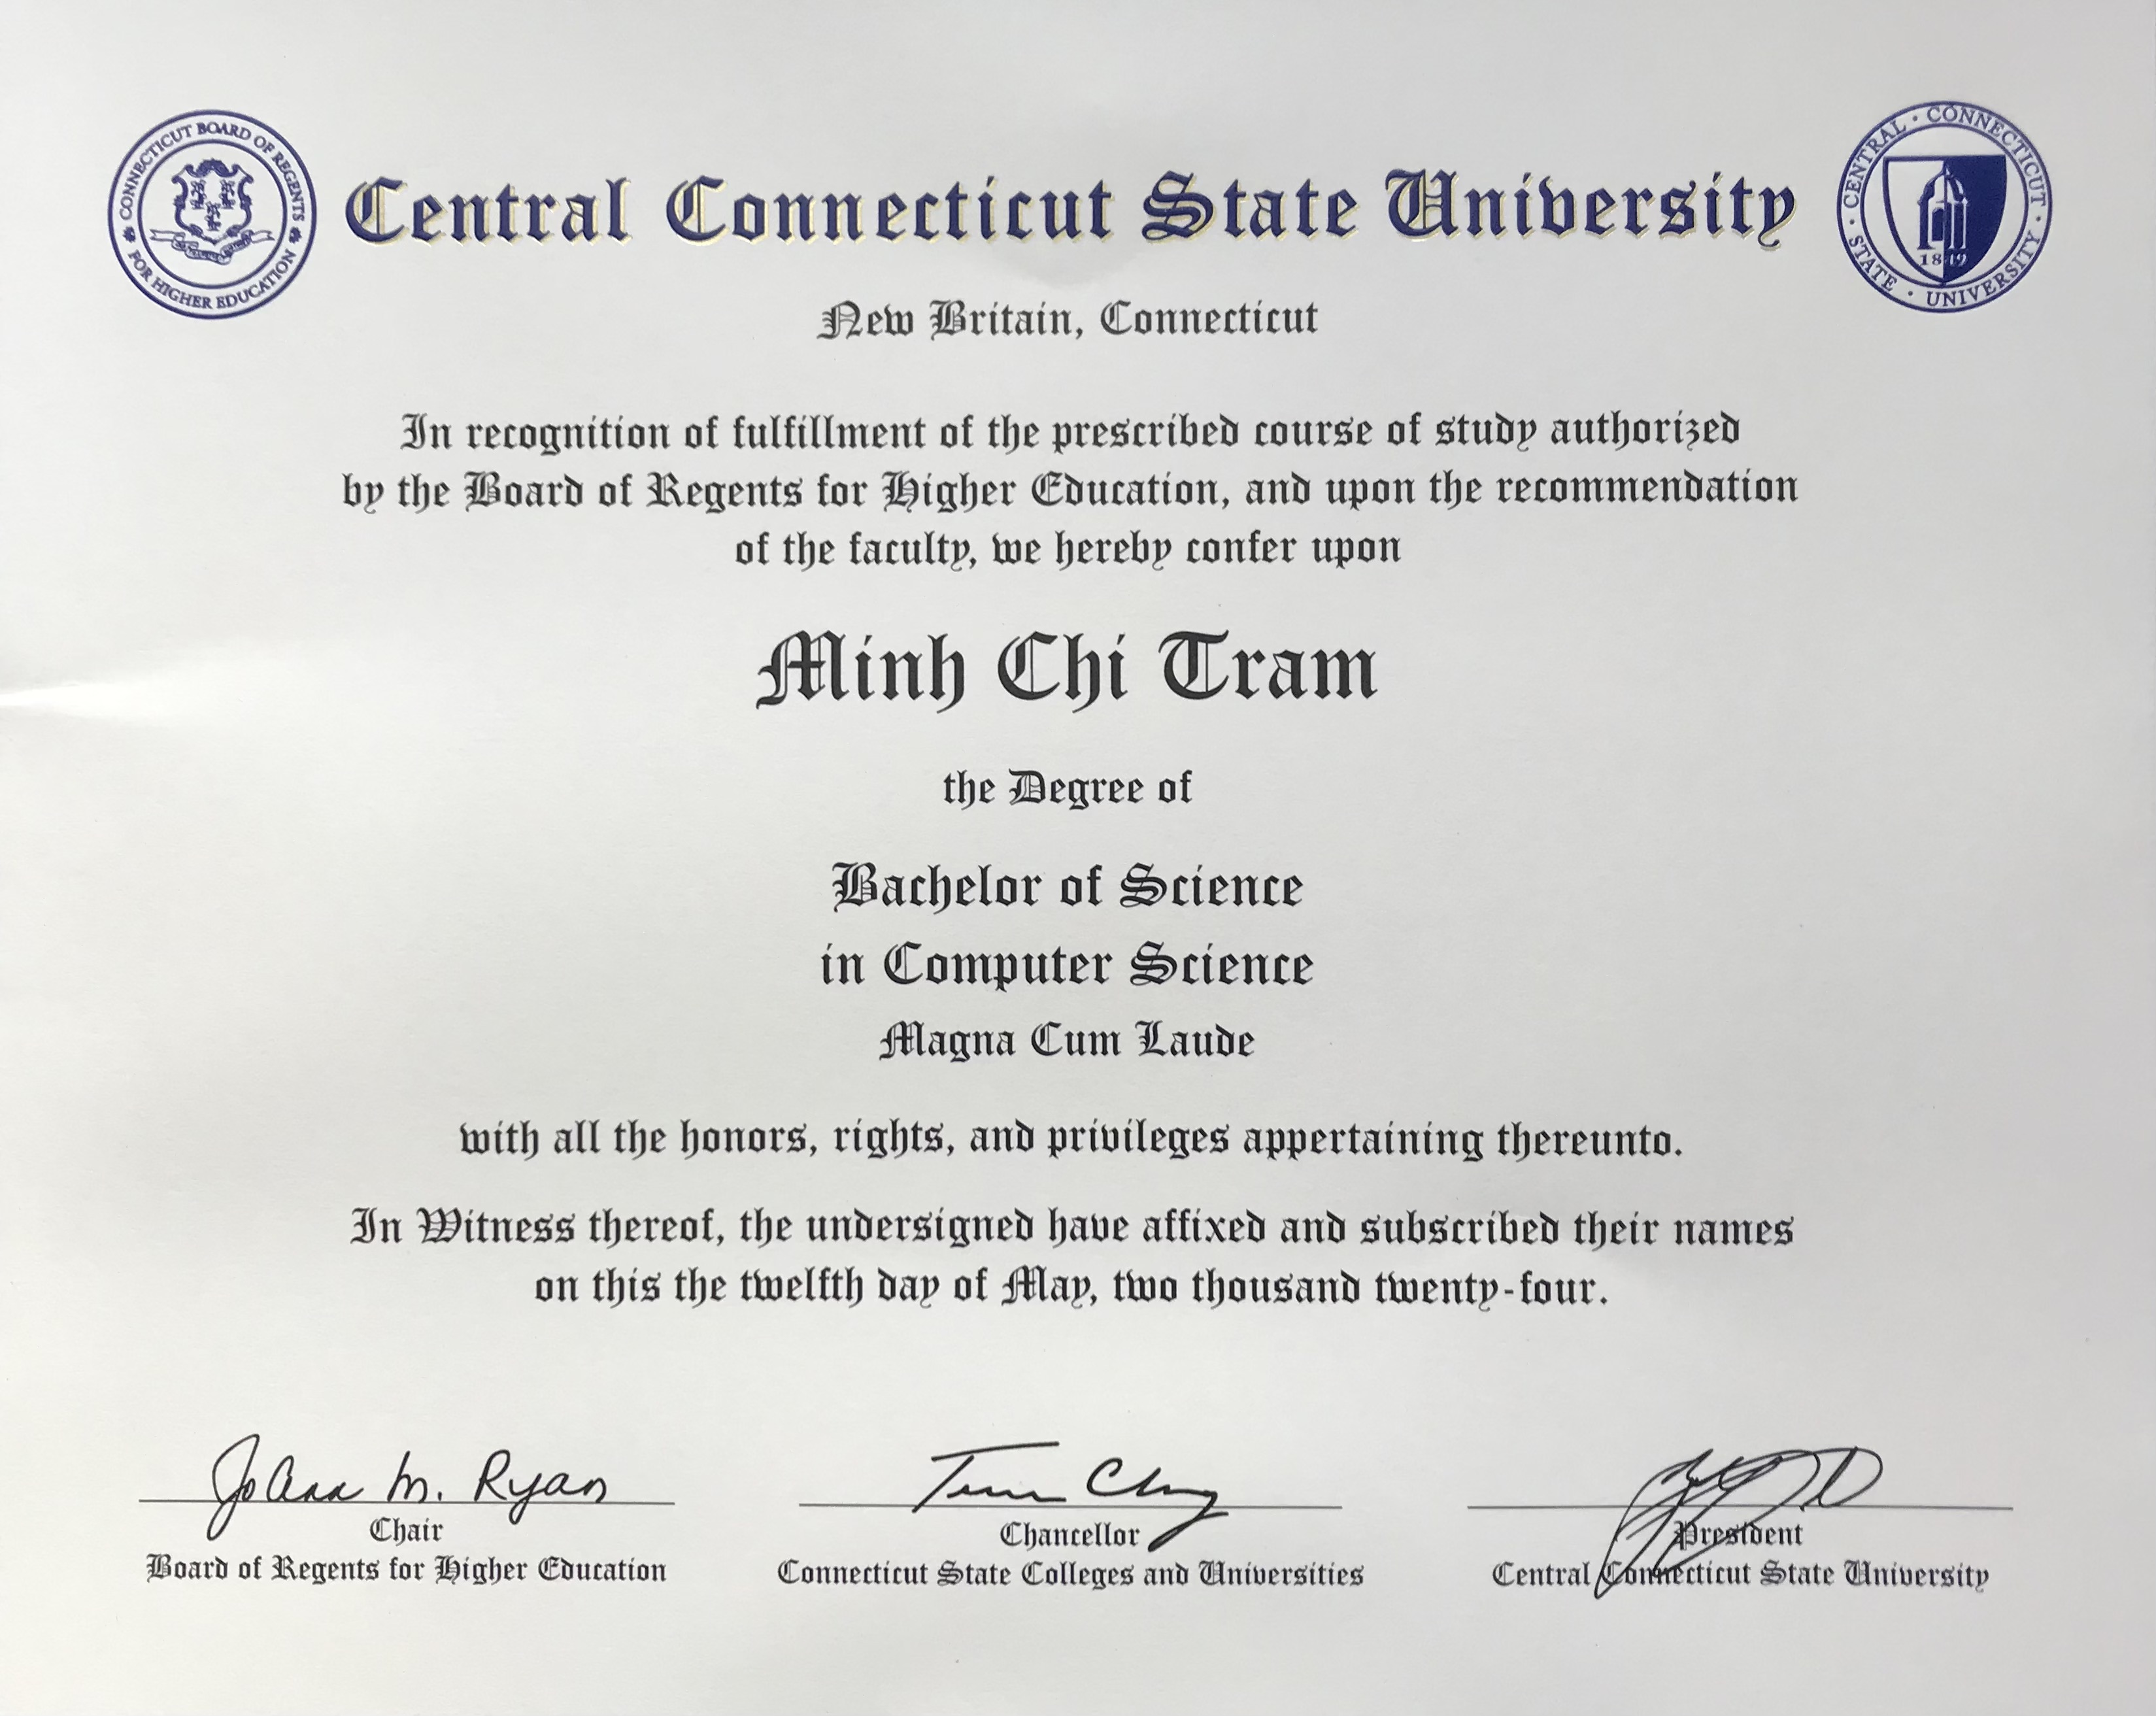 CONNECTICUT BOARD OF REGENTS
FOR HIGHER EDUCATION
Central Connecticut State University
CENTRAL · CONNECTICUT · STATE · UNIVERSITY
1849
New Britain, Connecticut
In recognition of fulfillment of the prescribed course of study authorized
by the Board of Regents for Higher Education, and upon the recommendation
of the faculty, we hereby confer upon
Minh Chi Tram
the Degree of
Bachelor of Science
in Computer Science
Magna Cum Laude
with all the honors, rights, and privileges appertaining thereunto.
In Witness thereof, the undersigned have affixed and subscribed their names
on this the twelfth day of May, two thousand twenty-four.
JoAnn M. Ryan
Chair
Board of Regents for Higher Education
Chancellor
Connecticut State Colleges and Universities
President
Central Connecticut State University